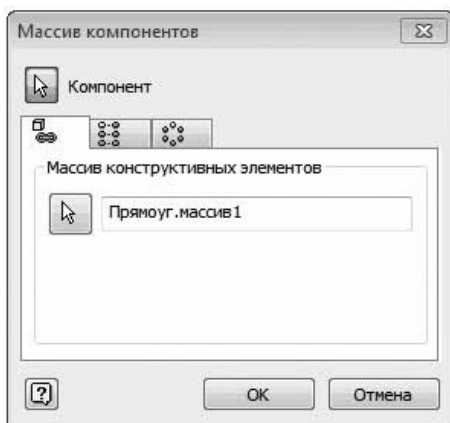 Массив компонентов
Компонент
Массив конструктивных элементов
Прямоуг.массив1
?
OK
Отмена